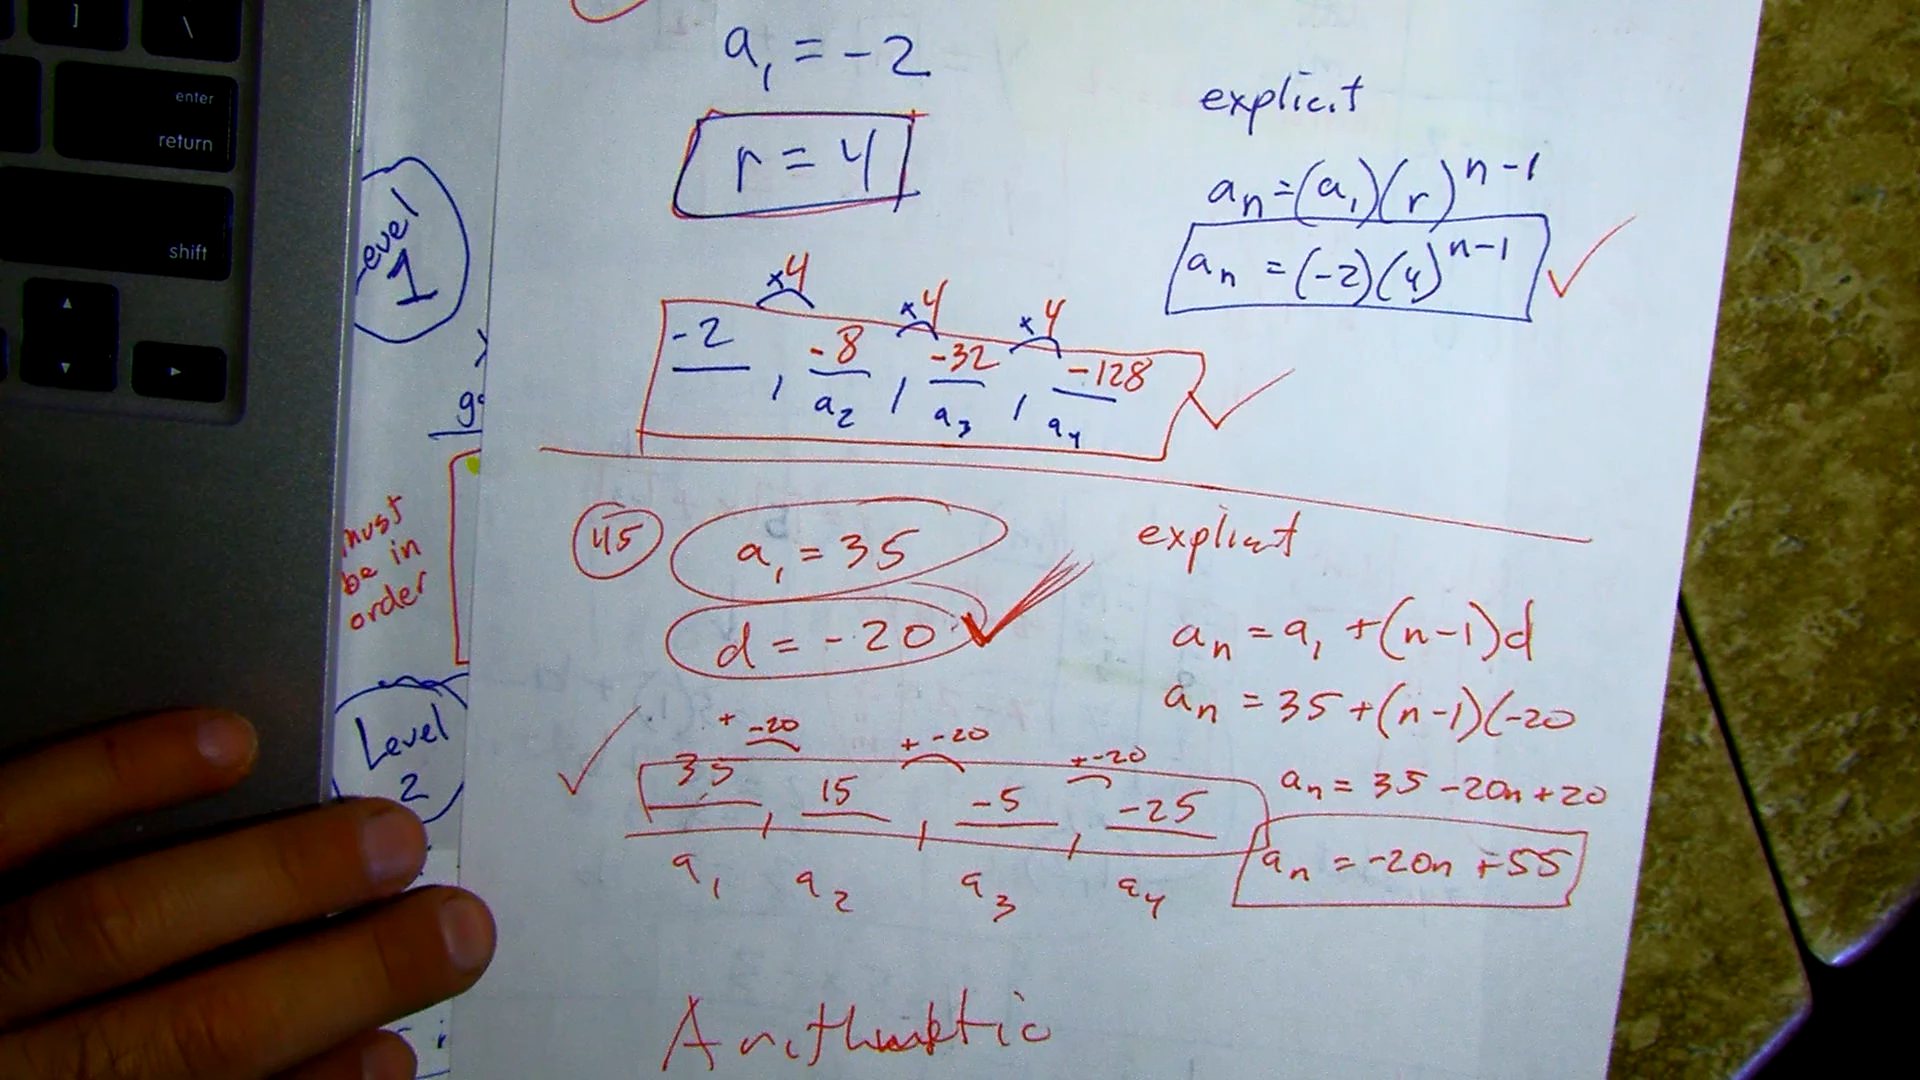 ]
\
enter
return
shift
Level
1
must
be in
order
Level
2
a₁ = -2
r = 4
explicit
aₙ = (a₁)(r)ⁿ⁻¹
aₙ = (-2)(4)ⁿ⁻¹
×4 ×4 ×4
-2 , -8 , -32 , -128
a₂ a₃ a₄
45
a₁ = 35
d = -20
explicit
aₙ = a₁ + (n-1)d
aₙ = 35 + (n-1)(-20
aₙ = 35 -20n +20
aₙ = -20n +55
+ -20 + -20 + -20
35 , 15 , -5 , -25
a₁ a₂ a₃ a₄
Arithmetic